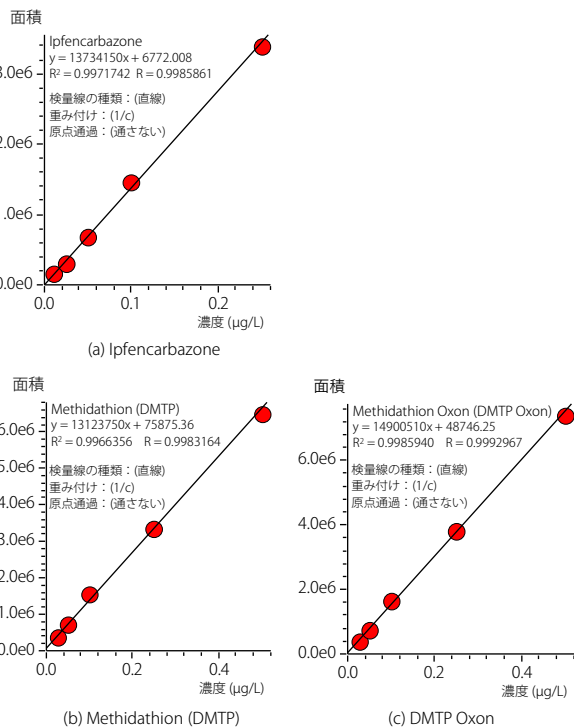 面積
Ipfencarbazone
y = 13734150x + 6772.008
R² = 0.9971742 R = 0.9985861
検量線の種類：(直線)
重み付け：(1/c)
原点通過：(通さない)
3.0e6
2.0e6
.0e6
0.0e0
0.0 0.1 0.2
濃度 (μg/L)
(a) Ipfencarbazone
面積
Methidathion (DMTP)
y = 13123750x + 75875.36
R² = 0.9966356 R = 0.9983164
検量線の種類：(直線)
重み付け：(1/c)
原点通過：(通さない)
6.0e6
5.0e6
4.0e6
3.0e6
2.0e6
1.0e6
0.0e0
0.0 0.2 0.4
濃度 (μg/L)
(b) Methidathion (DMTP)
面積
Methidathion Oxon (DMTP Oxon)
y = 14900510x + 48746.25
R² = 0.9985940 R = 0.9992967
検量線の種類：(直線)
重み付け：(1/c)
原点通過：(通さない)
6.0e6
4.0e6
2.0e6
0.0e0
0.0 0.2 0.4
濃度 (μg/L)
(c) DMTP Oxon